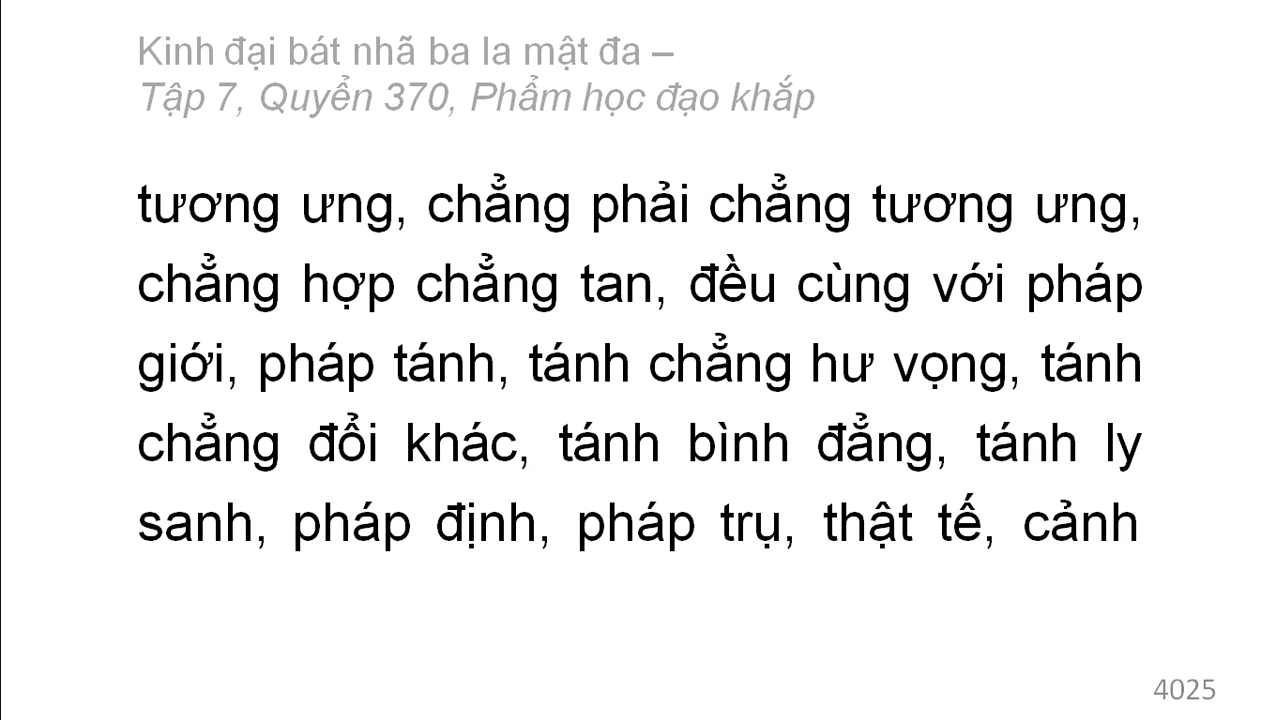 Kinh đại bát nhã ba la mật đa –
Tập 7, Quyển 370, Phẩm học đạo khắp
tương ưng, chẳng phải chẳng tương ưng,
chẳng hợp chẳng tan, đều cùng với pháp
giới, pháp tánh, tánh chẳng hư vọng, tánh
chẳng đổi khác, tánh bình đẳng, tánh ly
sanh, pháp định, pháp trụ, thật tế, cảnh
4025